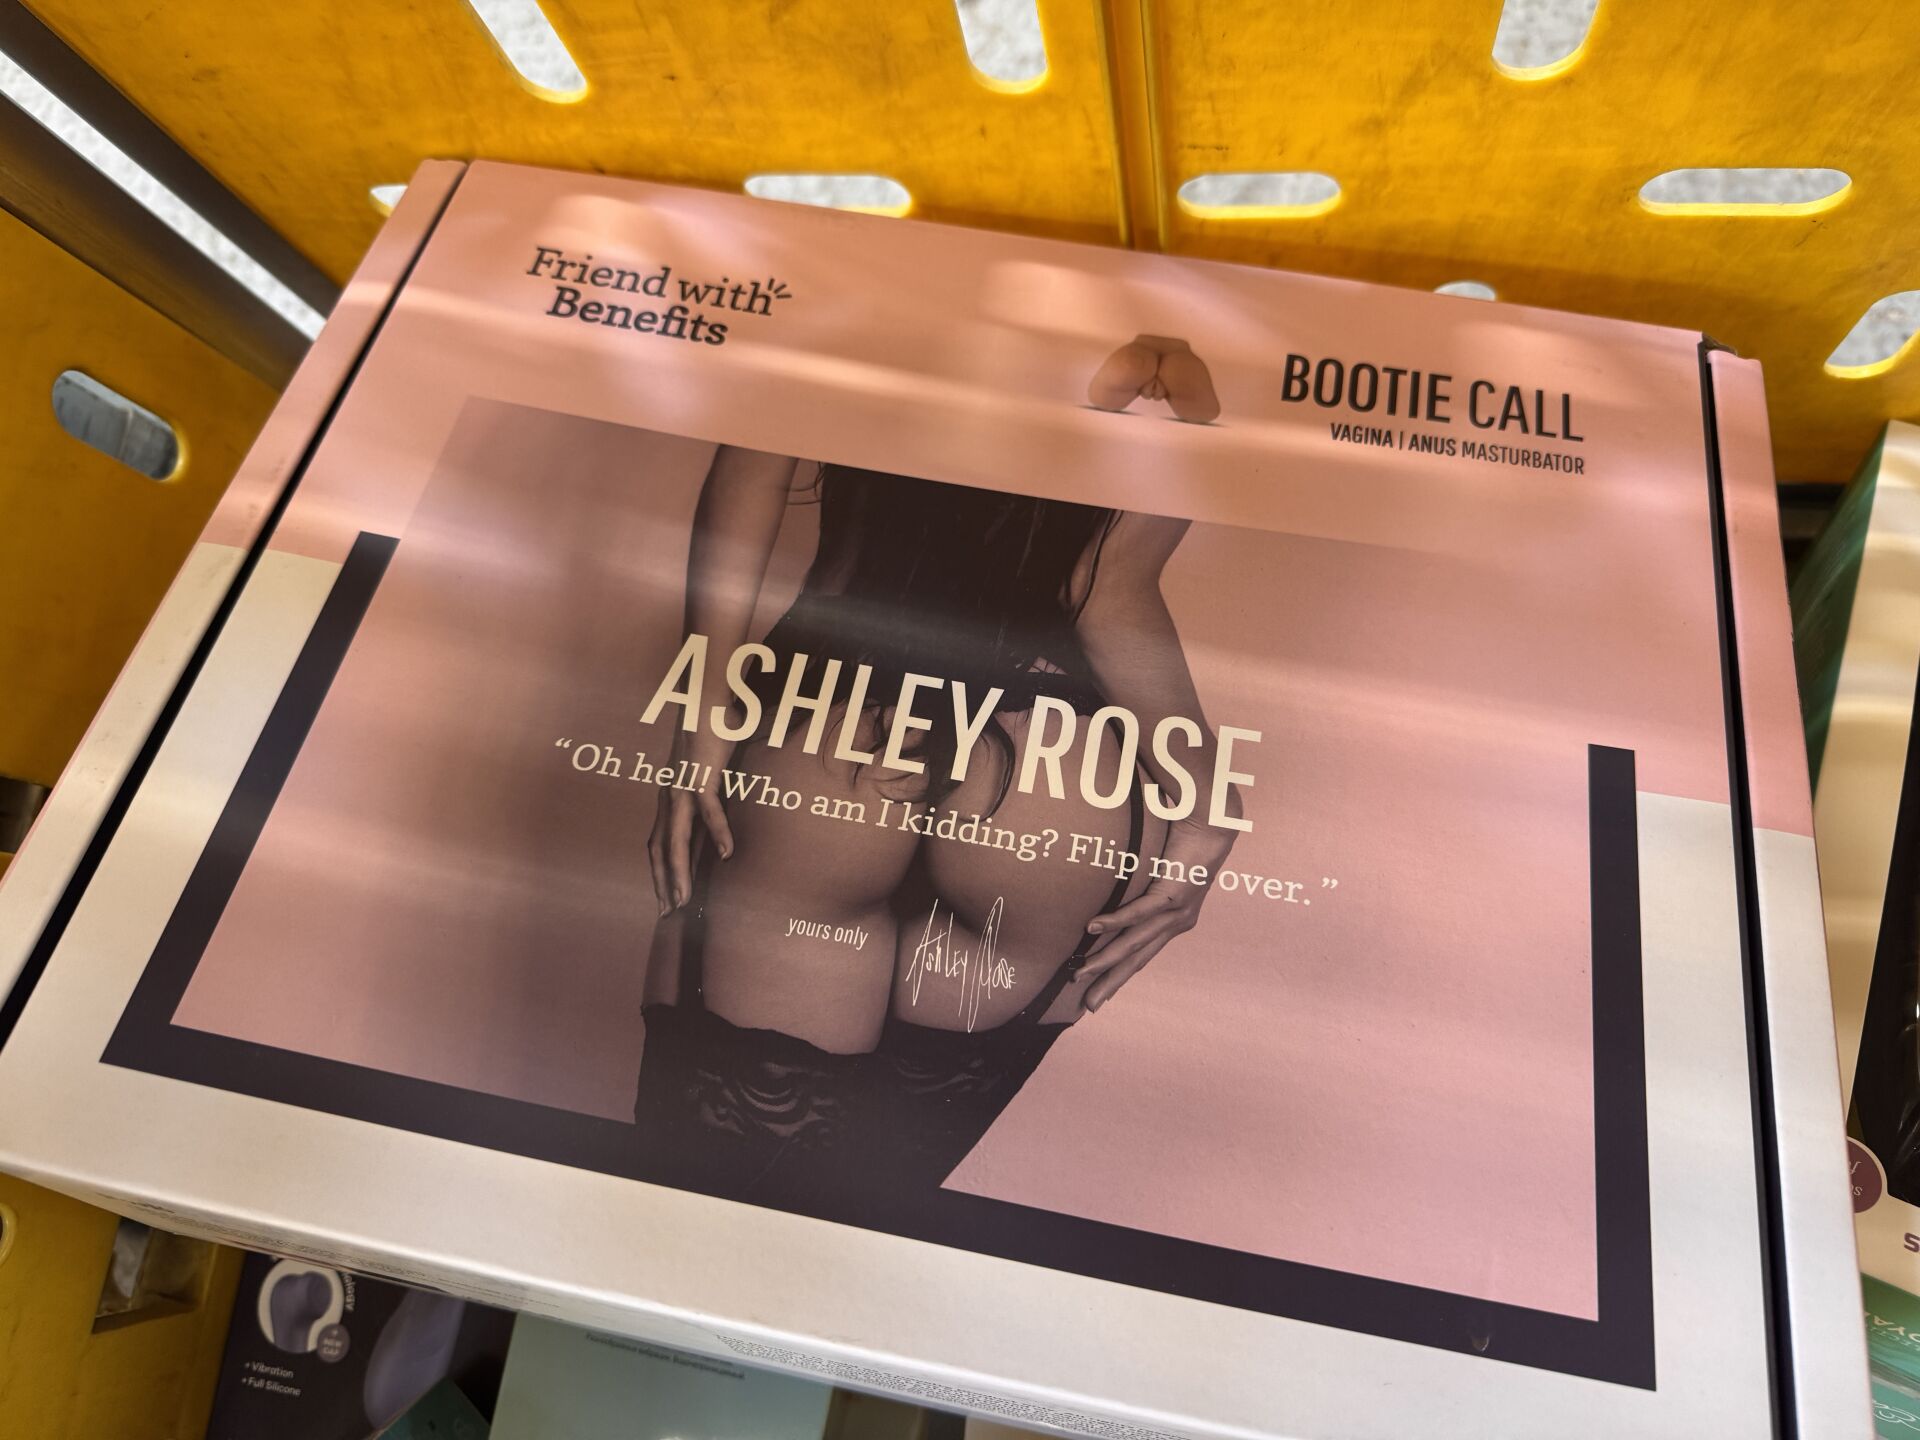 Friend with
Benefits
BOOTIE CALL
VAGINA | ANUS MASTURBATOR
ASHLEY ROSE
“Oh hell! Who am I kidding? Flip me over.”
yours only
Ashley Rose
+ NEW
+ Vibration
+ Full Silicone